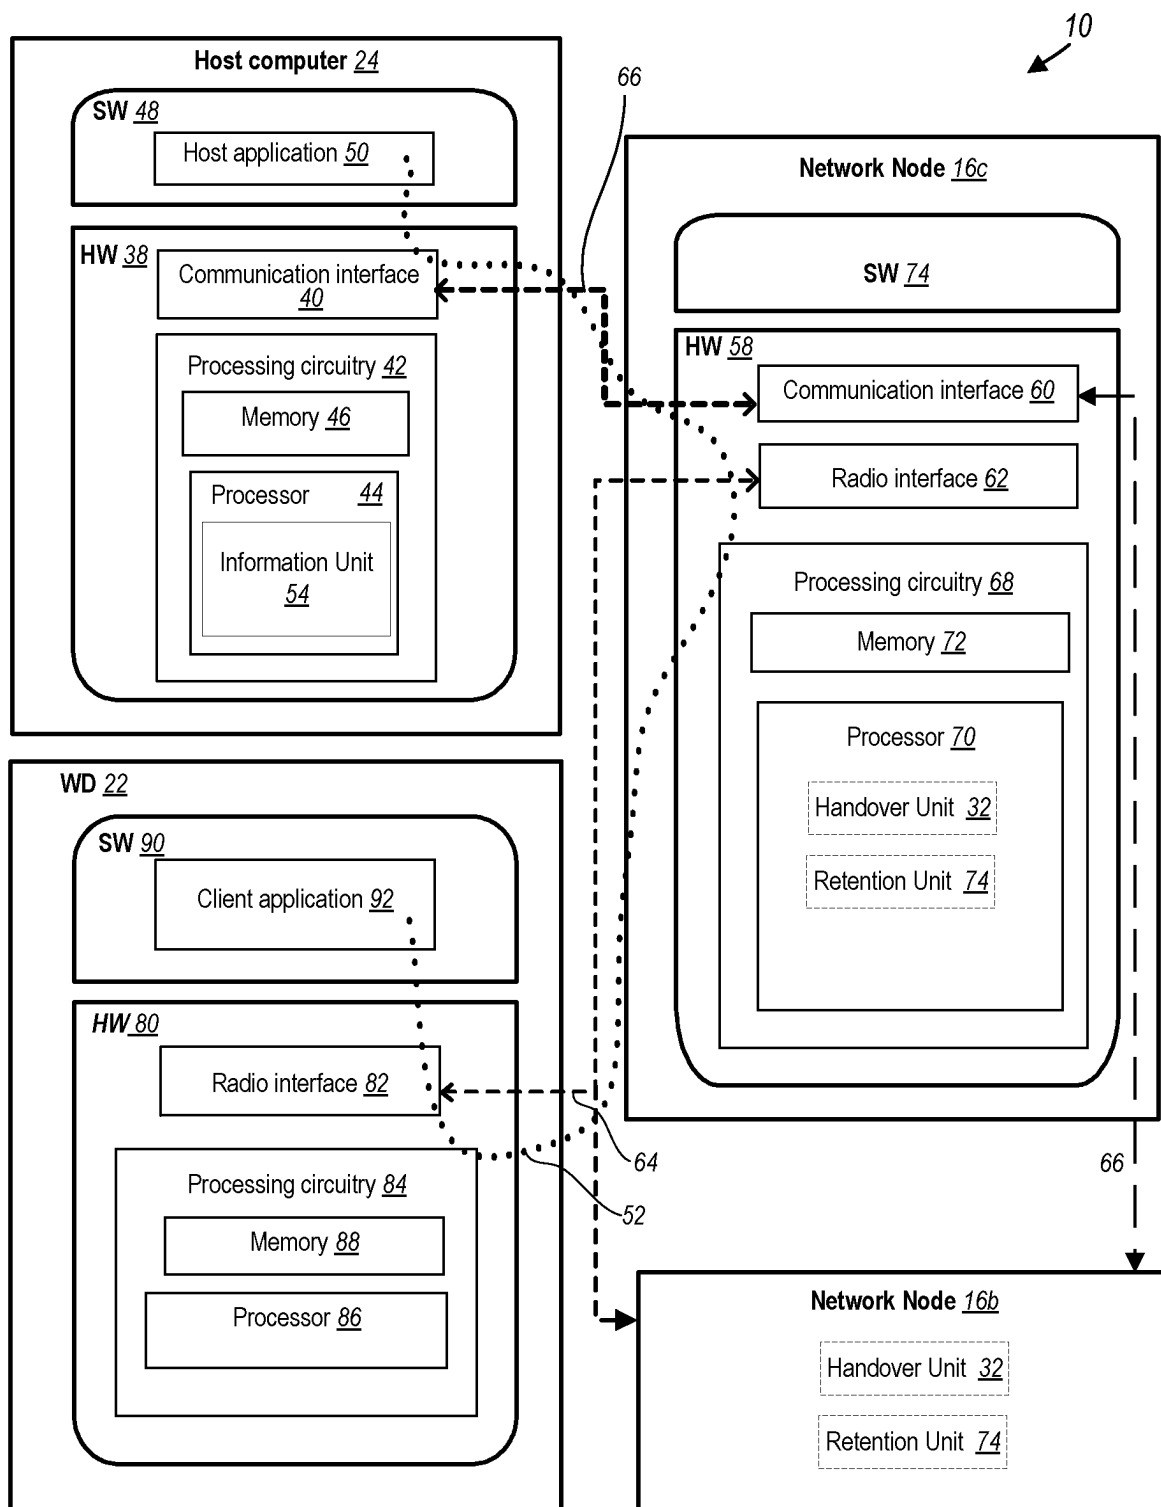 10
Host computer 24
SW 48
Host application 50
HW 38
Communication interface
40
Processing circuitry 42
Memory 46
Processor 44
Information Unit
54
66
Network Node 16c
SW 74
HW 58
Communication interface 60
Radio interface 62
Processing circuitry 68
Memory 72
Processor 70
Handover Unit 32
Retention Unit 74
WD 22
SW 90
Client application 92
HW 80
Radio interface 82
Processing circuitry 84
Memory 88
Processor 86
64
52
66
Network Node 16b
Handover Unit 32
Retention Unit 74